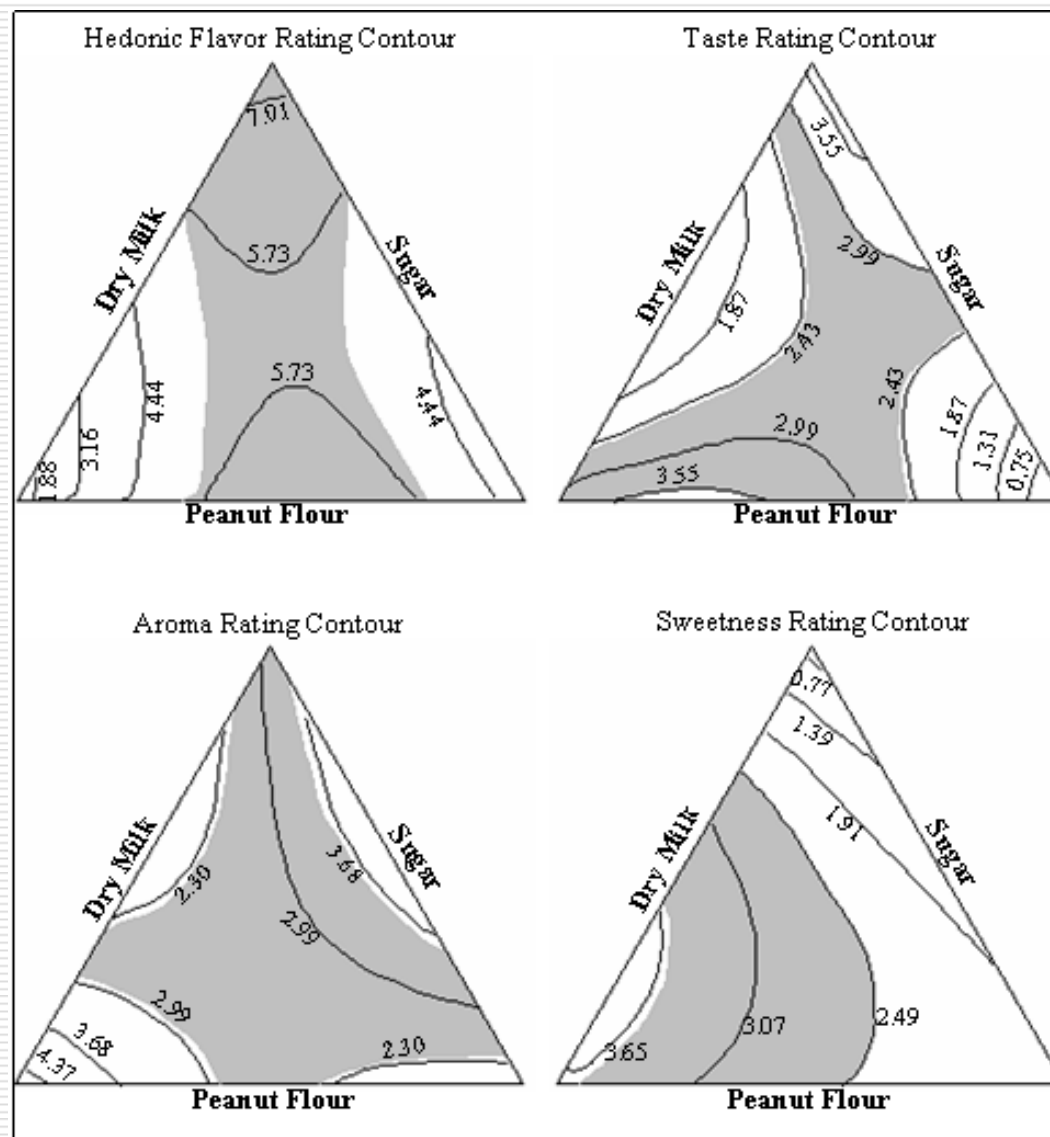 Hedonic Flavor Rating Contour
7.01
5.73
5.73
4.44
3.16
1.88
4.44
Dry Milk
Sugar
Peanut Flour
Taste Rating Contour
3.55
2.99
1.87
2.43
2.43
2.99
3.55
1.87
1.31
0.75
Dry Milk
Sugar
Peanut Flour
Aroma Rating Contour
2.30
3.68
2.99
2.99
3.68
4.37
2.30
Dry Milk
Sugar
Peanut Flour
Sweetness Rating Contour
0.77
1.39
1.91
2.49
3.07
3.65
Dry Milk
Sugar
Peanut Flour